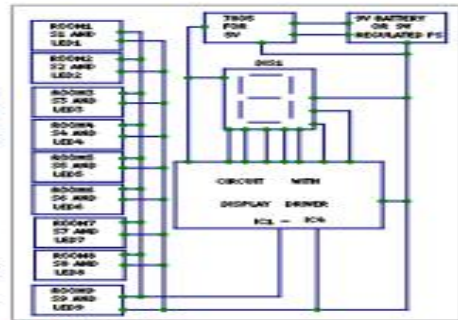 ROOM1
S1 AND
LED1
ROOM2
S2 AND
LED2
ROOM3
S3 AND
LED3
ROOM4
S4 AND
LED4
ROOM5
S5 AND
LED5
ROOM6
S6 AND
LED6
ROOM7
S7 AND
LED7
ROOM8
S8 AND
LED8
ROOM9
S9 AND
LED9
7805
FOR
5V
9V BATTERY
OR 5W
REGULATED PS
DIS1
CIRCUIT WITH
DISPLAY DRIVER
IC1 - IC6